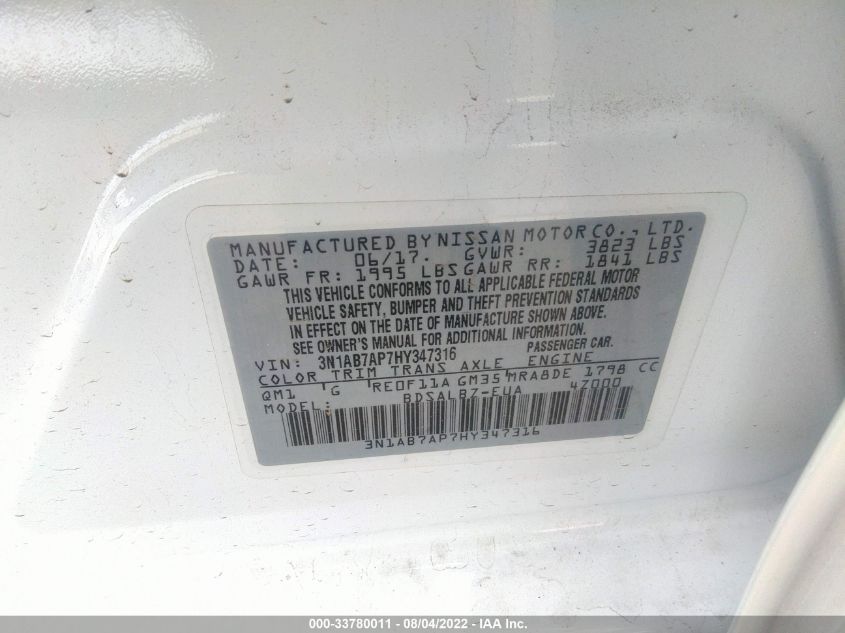 MANUFACTURED BY NISSAN MOTOR CO., LTD.
DATE: 06/17. GVWR: 3823 LBS
GAWR FR: 1995 LBS GAWR RR: 1841 LBS
THIS VEHICLE CONFORMS TO ALL APPLICABLE FEDERAL MOTOR
VEHICLE SAFETY, BUMPER AND THEFT PREVENTION STANDARDS
IN EFFECT ON THE DATE OF MANUFACTURE SHOWN ABOVE.
SEE OWNER'S MANUAL FOR ADDITIONAL INFORMATION.
VIN: 3N1AB7AP7HY347316 PASSENGER CAR.
COLOR TRIM TRANS AXLE ENGINE
QM1 G RE0F11A GM35 MRA8DE 1798 CC
MODEL: BDSALBZ-EUA 47000
3N1AB7AP7HY347316
000-33780011 - 08/04/2022 - IAA Inc.